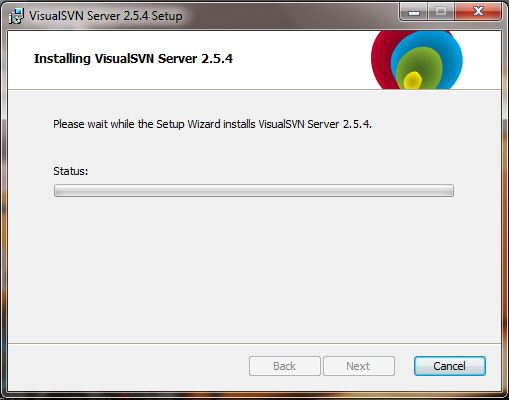 VisualSVN Server 2.5.4 Setup
Installing VisualSVN Server 2.5.4
Please wait while the Setup Wizard installs VisualSVN Server 2.5.4.
Status:
Back
Next
Cancel